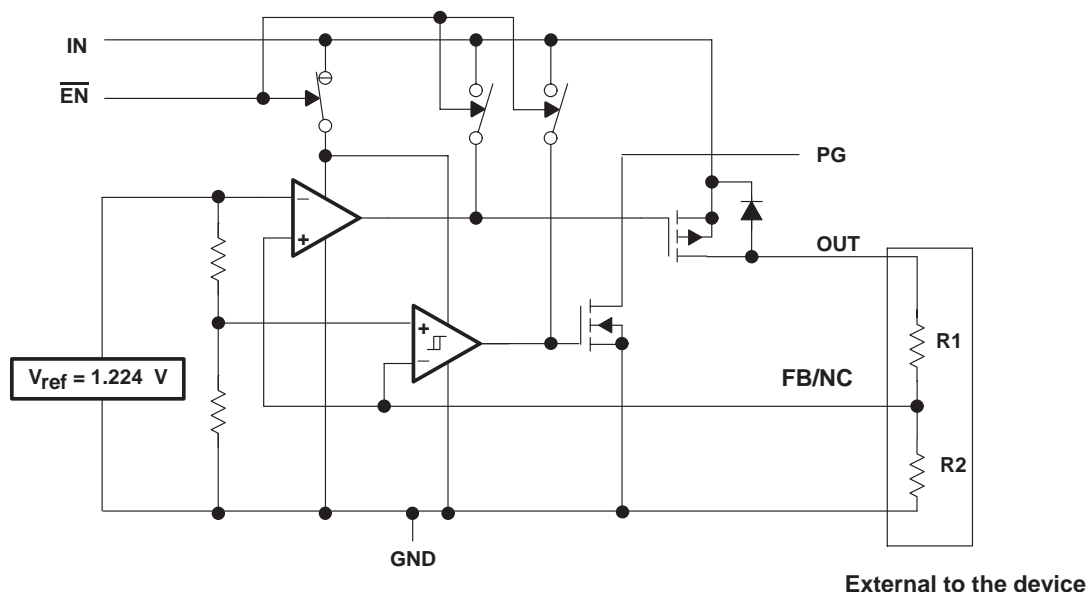 IN
EN
PG
OUT
−
+
R1
+
−
Vref = 1.224 V
FB/NC
R2
GND
External to the device